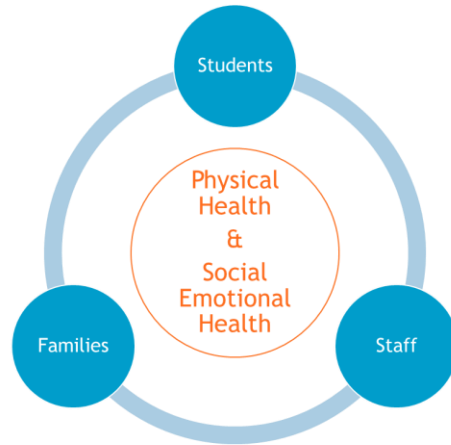 Students
Physical
Health
&
Social
Emotional
Health
Families
Staff